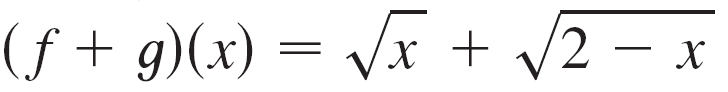 (f + g)(x) = √x + √(2 − x)